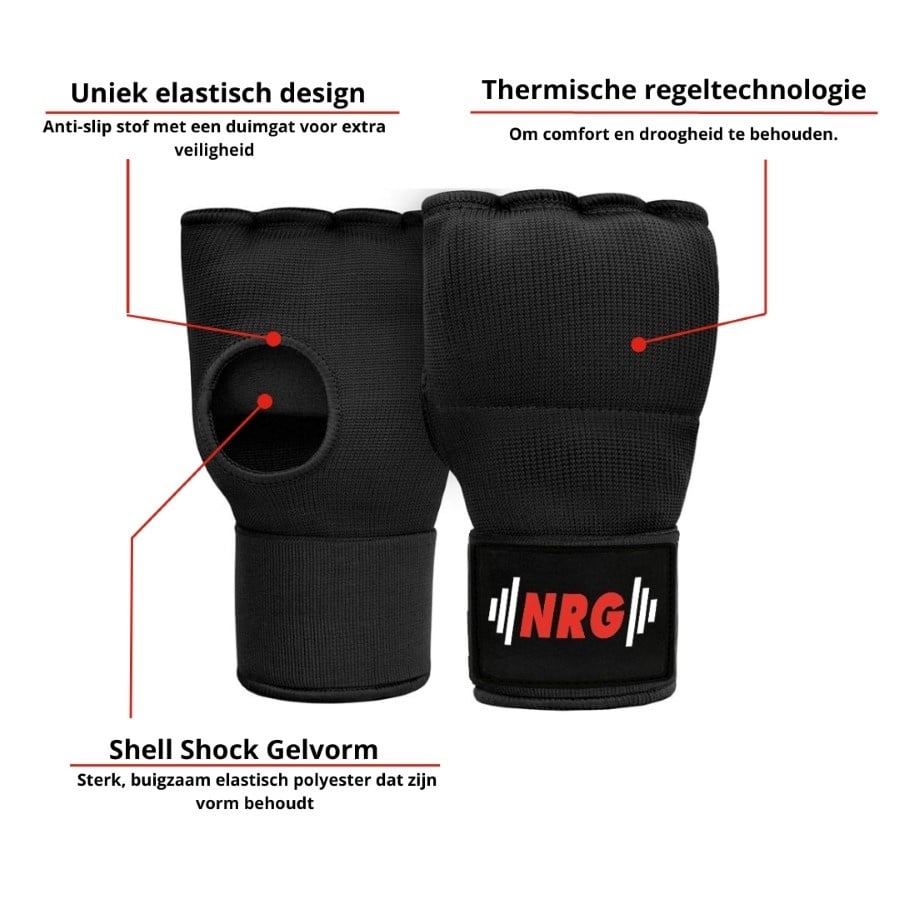 Uniek elastisch design
Anti-slip stof met een duimgat voor extra
veiligheid
Thermische regeltechnologie
Om comfort en droogheid te behouden.
NRG
Shell Shock Gelvorm
Sterk, buigzaam elastisch polyester dat zijn
vorm behoudt